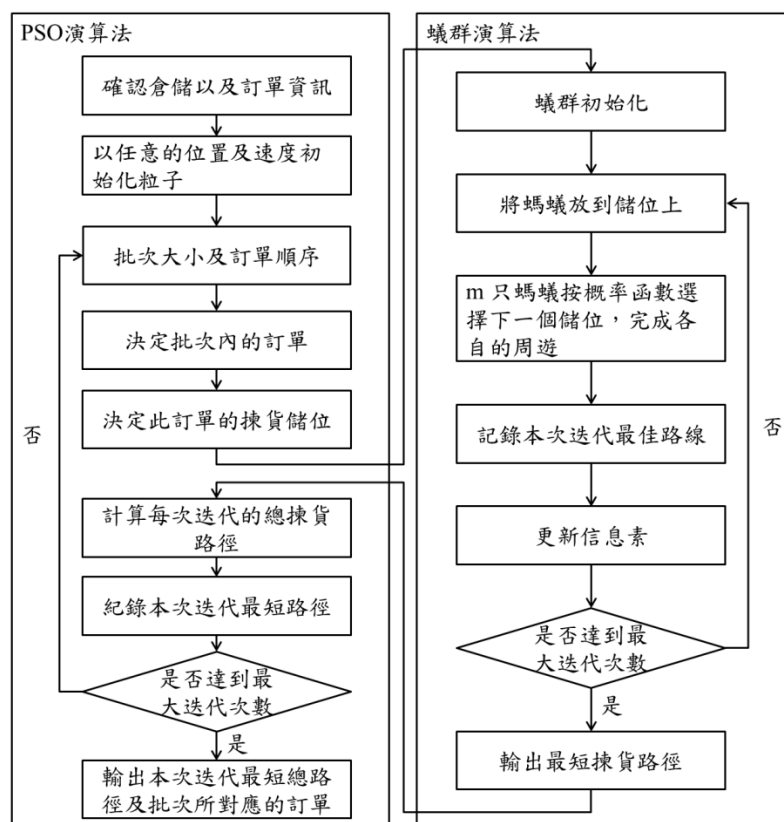 PSO演算法
確認倉儲以及訂單資訊
以任意的位置及速度初
始化粒子
批次大小及訂單順序
決定批次內的訂單
決定此訂單的揀貨儲位
否
計算每次迭代的總揀貨
路徑
紀錄本次迭代最短路徑
是否達到最
大迭代次數
是
輸出本次迭代最短總路
徑及批次所對應的訂單
蟻群演算法
蟻群初始化
將螞蟻放到儲位上
m 只螞蟻按概率函數選
擇下一個儲位，完成各
自的周遊
記錄本次迭代最佳路線
否
更新信息素
是否達到最
大迭代次數
是
輸出最短揀貨路徑